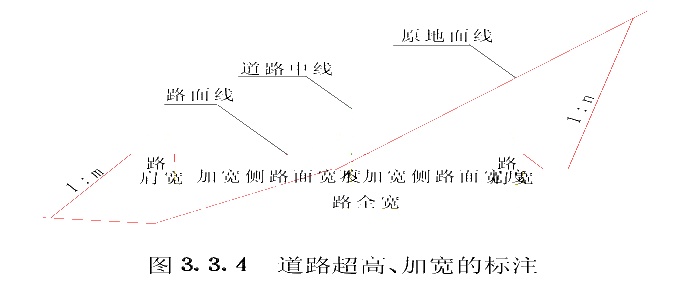 原地面线
道路中线
路面线
1:n
1:m
路肩宽
加宽侧路面宽度
加宽侧路面宽度
路肩宽
路全宽
图 3.3.4 道路超高、加宽的标注